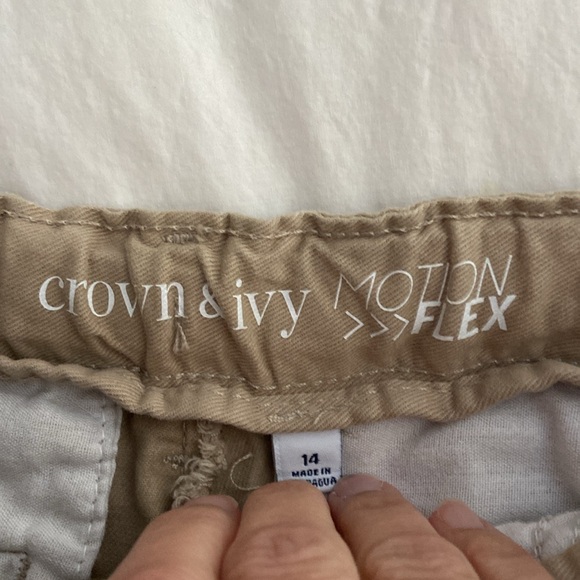 crown & ivy
MOTION
>>>FLEX
14
MADE IN